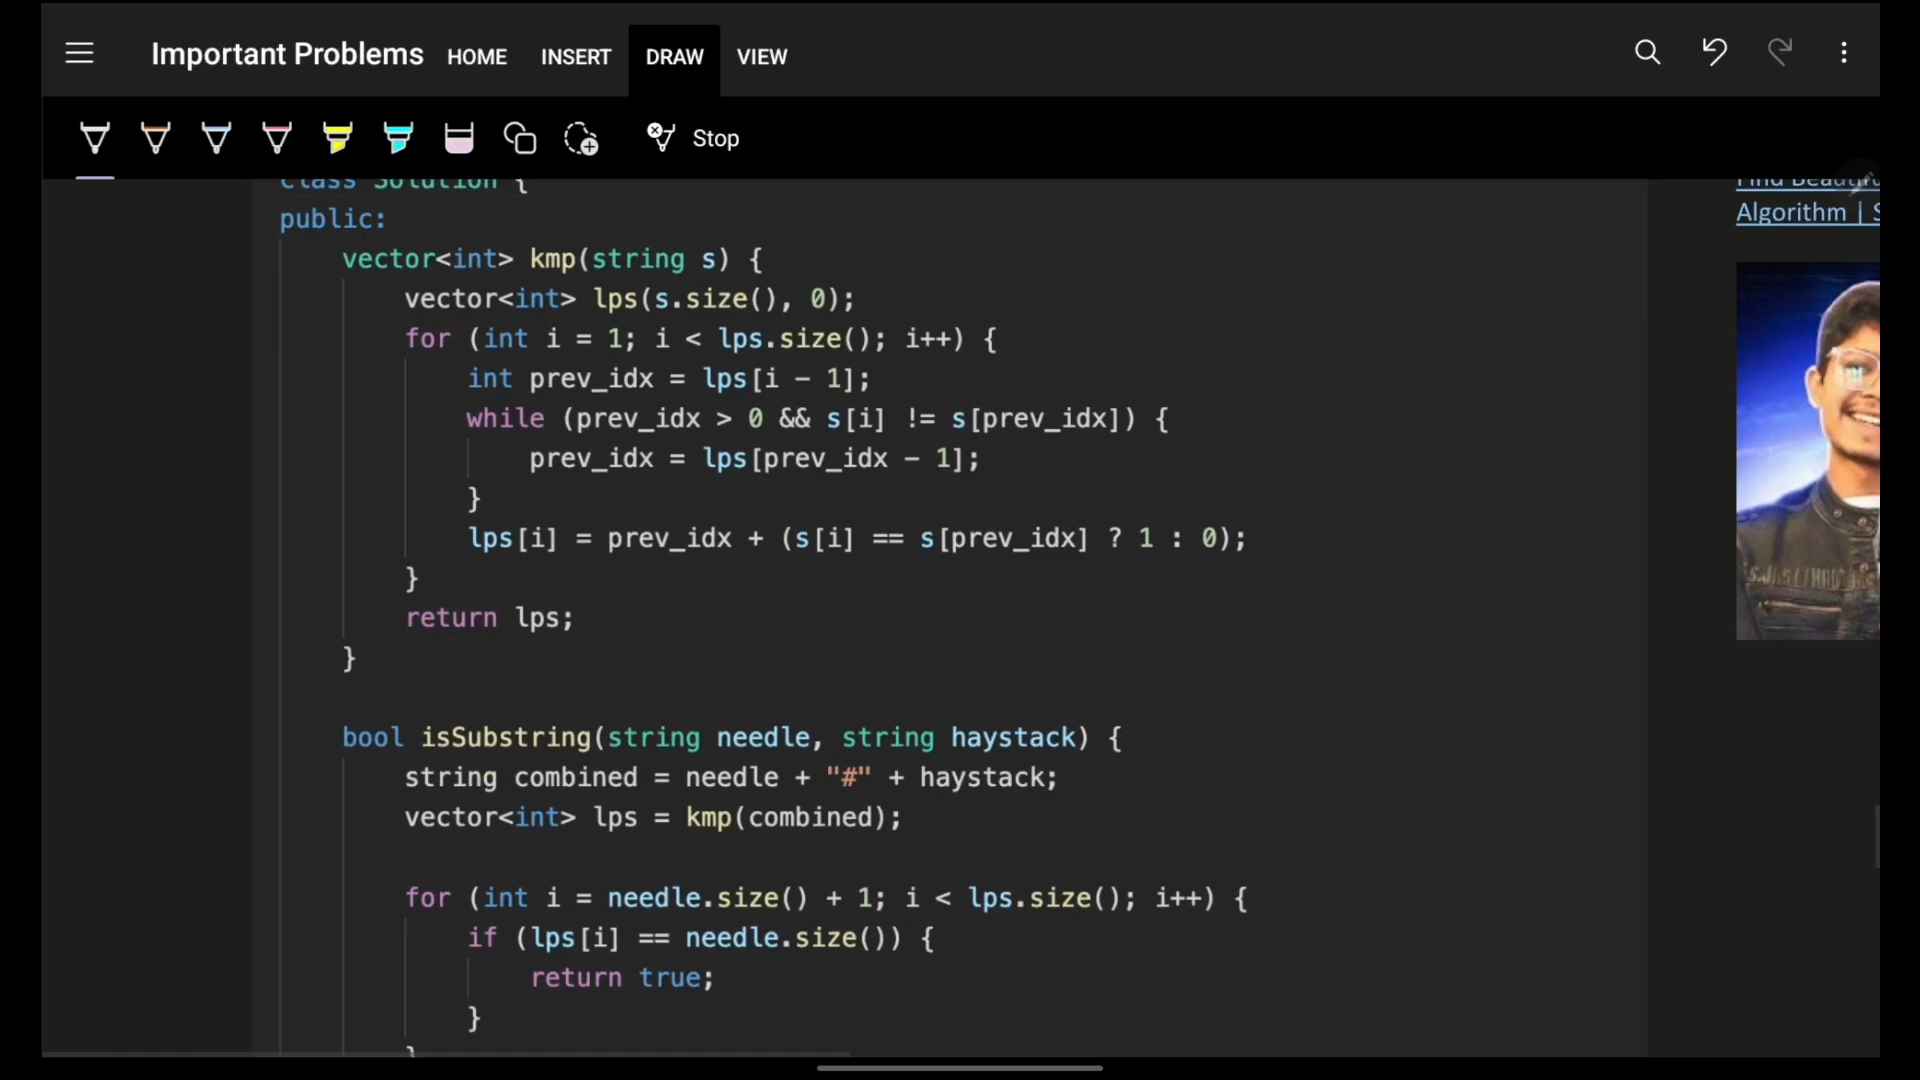 Important Problems HOME INSERT DRAW VIEW
Stop
class Solution {
public:
vector<int> kmp(string s) {
vector<int> lps(s.size(), 0);
for (int i = 1; i < lps.size(); i++) {
int prev_idx = lps[i - 1];
while (prev_idx > 0 && s[i] != s[prev_idx]) {
prev_idx = lps[prev_idx - 1];
}
lps[i] = prev_idx + (s[i] == s[prev_idx] ? 1 : 0);
}
return lps;
}
bool isSubstring(string needle, string haystack) {
string combined = needle + "#" + haystack;
vector<int> lps = kmp(combined);
for (int i = needle.size() + 1; i < lps.size(); i++) {
if (lps[i] == needle.size()) {
return true;
}
}
Find
Algorithm | S